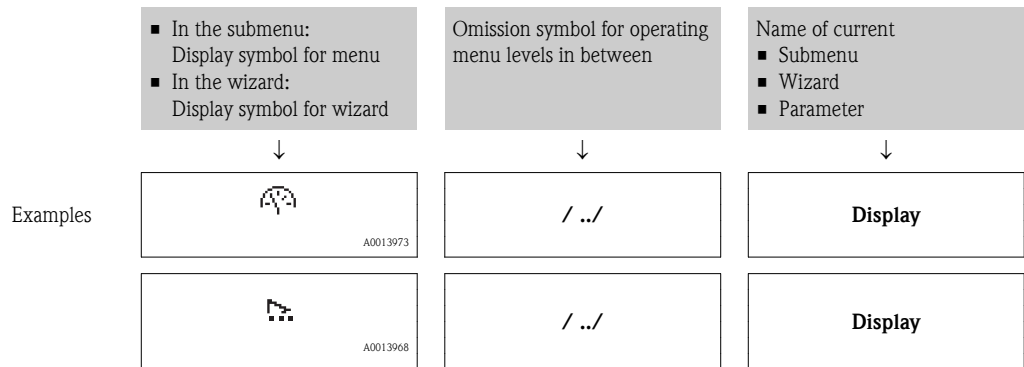 ▪ In the submenu:
Display symbol for menu
▪ In the wizard:
Display symbol for wizard
Omission symbol for operating
menu levels in between
Name of current
▪ Submenu
▪ Wizard
▪ Parameter
↓ ↓ ↓
Examples
A0013973
/ ../
Display
A0013968
/ ../
Display